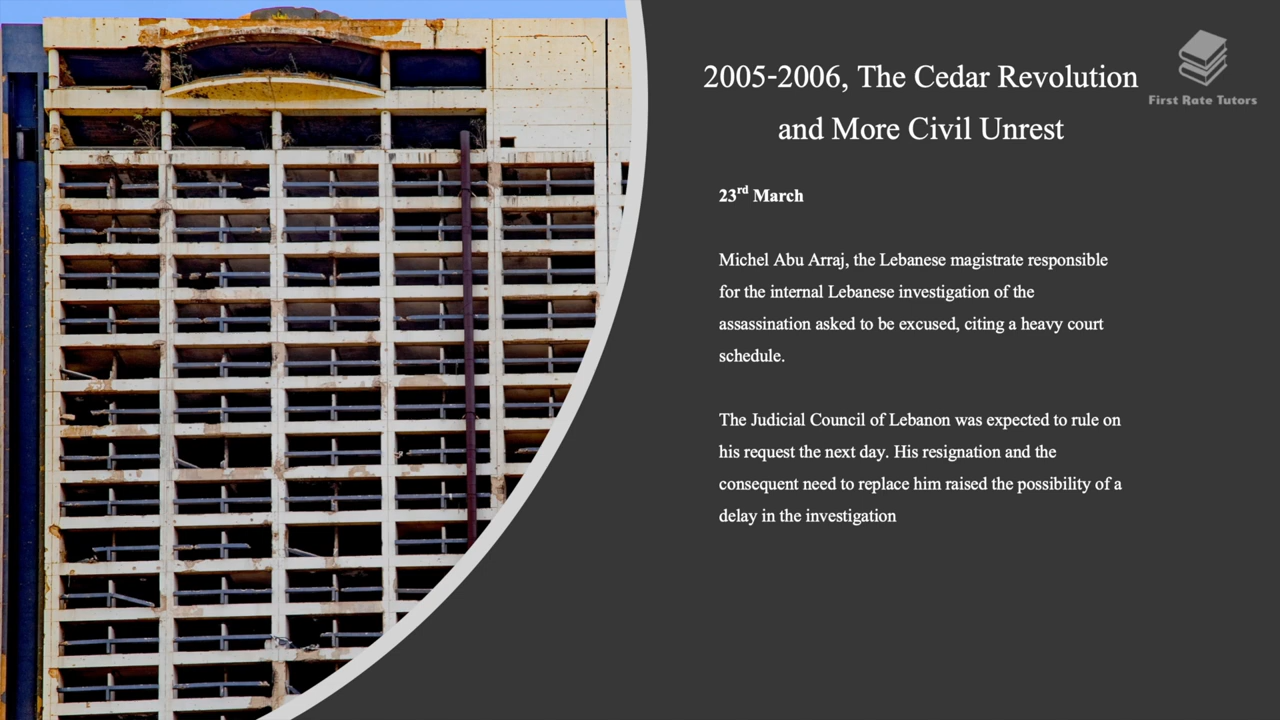 2005-2006, The Cedar Revolution
and More Civil Unrest
First Rate Tutors
23rd March
Michel Abu Arraj, the Lebanese magistrate responsible
for the internal Lebanese investigation of the
assassination asked to be excused, citing a heavy court
schedule.
The Judicial Council of Lebanon was expected to rule on
his request the next day. His resignation and the
consequent need to replace him raised the possibility of a
delay in the investigation